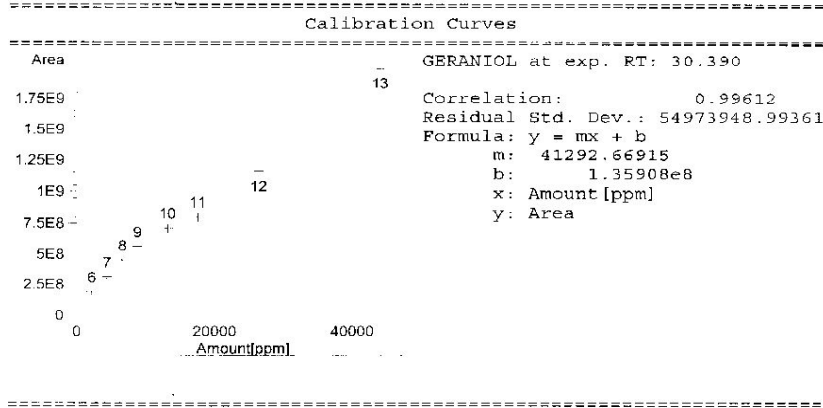 Calibration Curves
Area
GERANIOL at exp. RT: 30.390
13
1.75E9
Correlation: 0.99612
Residual Std. Dev.: 54973948.99361
1.5E9
Formula: y = mx + b
m: 41292.66915
1.25E9
b: 1.35908e8
12
1E9
x: Amount[ppm]
11
y: Area
10
7.5E8
9
8
5E8
7
6
2.5E8
0
0 20000 40000
Amount[ppm]